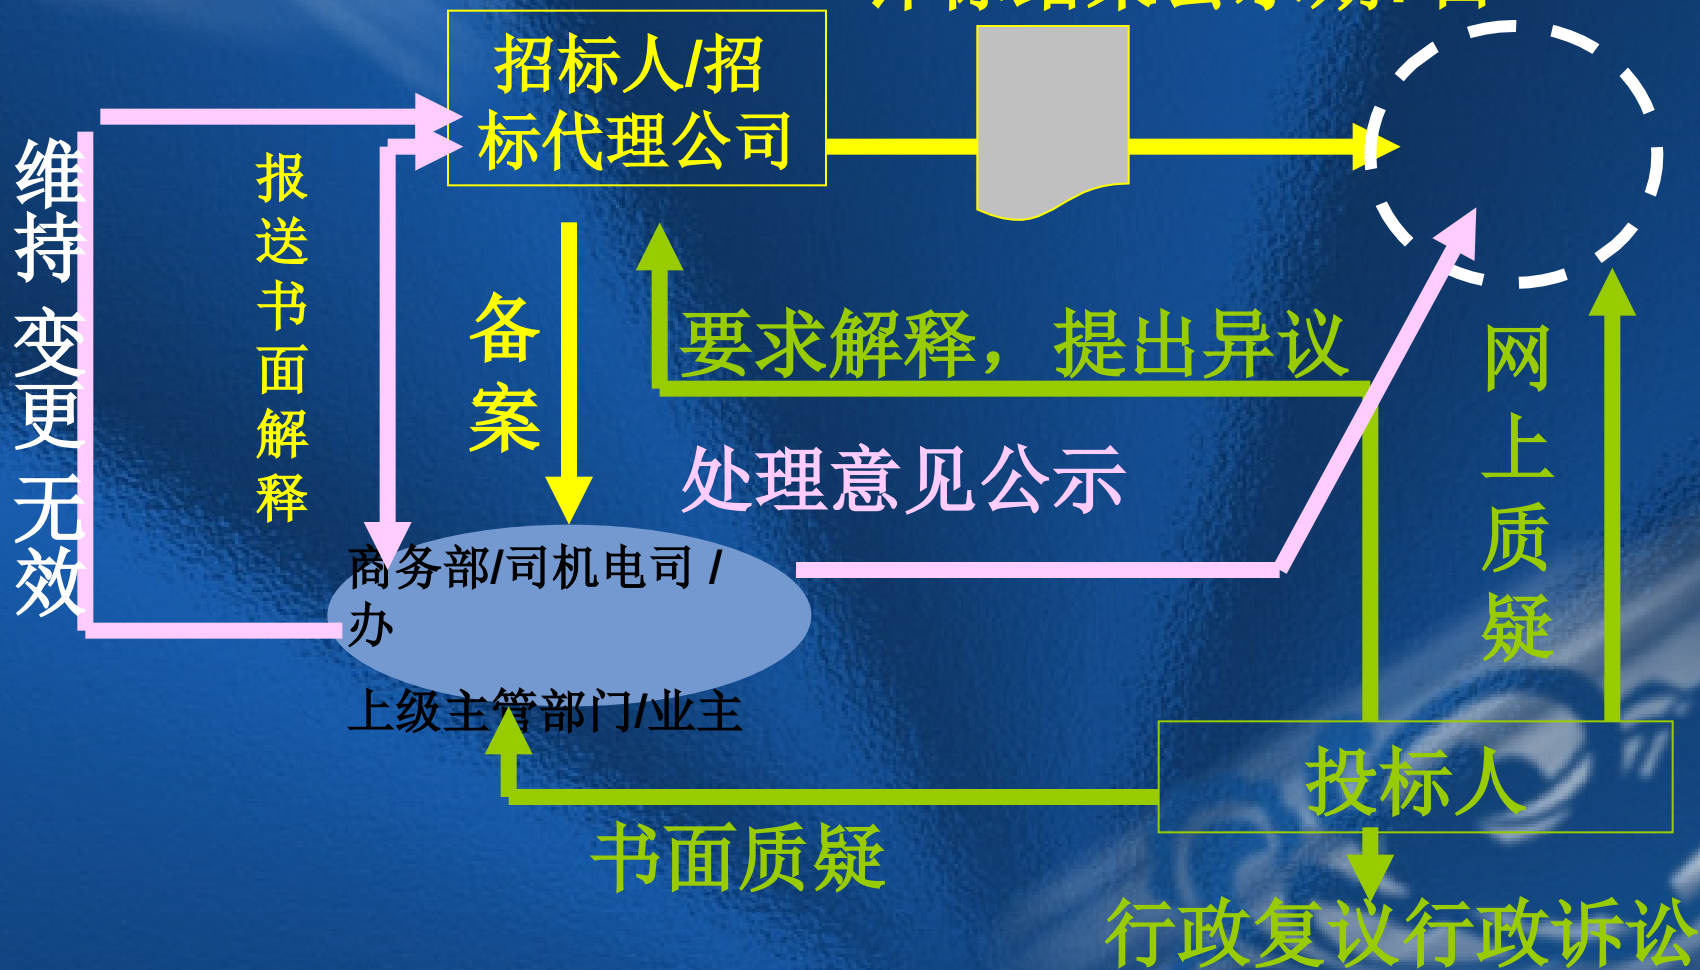 招标人/招
标代理公司
维持 变更 无效
报送书面解释
备案
要求解释，提出异议
处理意见公示
网上质疑
商务部/司机电司 /
办
上级主管部门/业主
投标人
书面质疑
行政复议行政诉讼